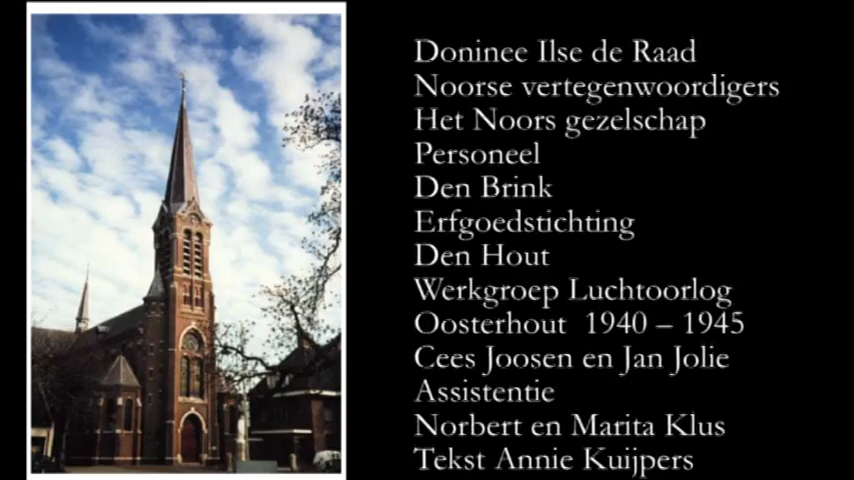 Doninee Ilse de Raad
Noorse vertegenwoordigers
Het Noors gezelschap
Personeel
Den Brink
Erfgoedstichting
Den Hout
Werkgroep Luchtoorlog
Oosterhout 1940 – 1945
Cees Joosen en Jan Jolie
Assistentie
Norbert en Marita Klus
Tekst Annie Kuijpers